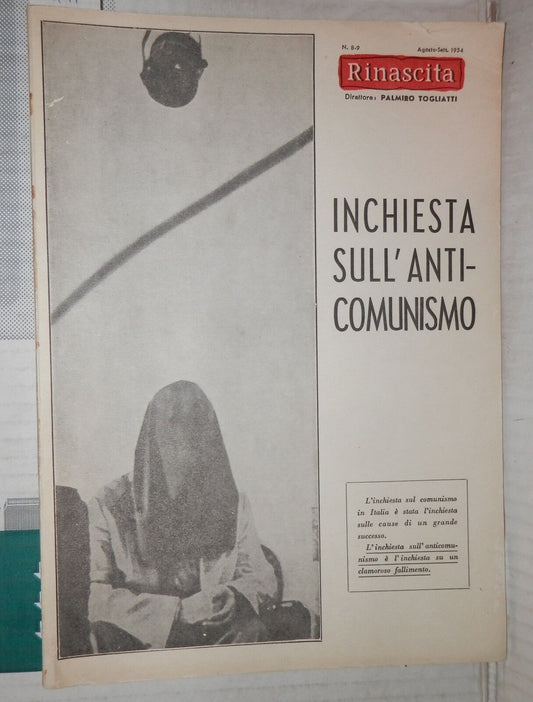 N. 8-9 Agosto-Sett. 1954
Rinascita
Direttore: PALMIRO TOGLIATTI
INCHIESTA
SULL'ANTI-
COMUNISMO
L'inchiesta sul comunismo
in Italia è stata l'inchiesta
sulle cause di un grande
successo.
L'inchiesta sull'anticomu-
nismo è l'inchiesta su un
clamoroso fallimento.